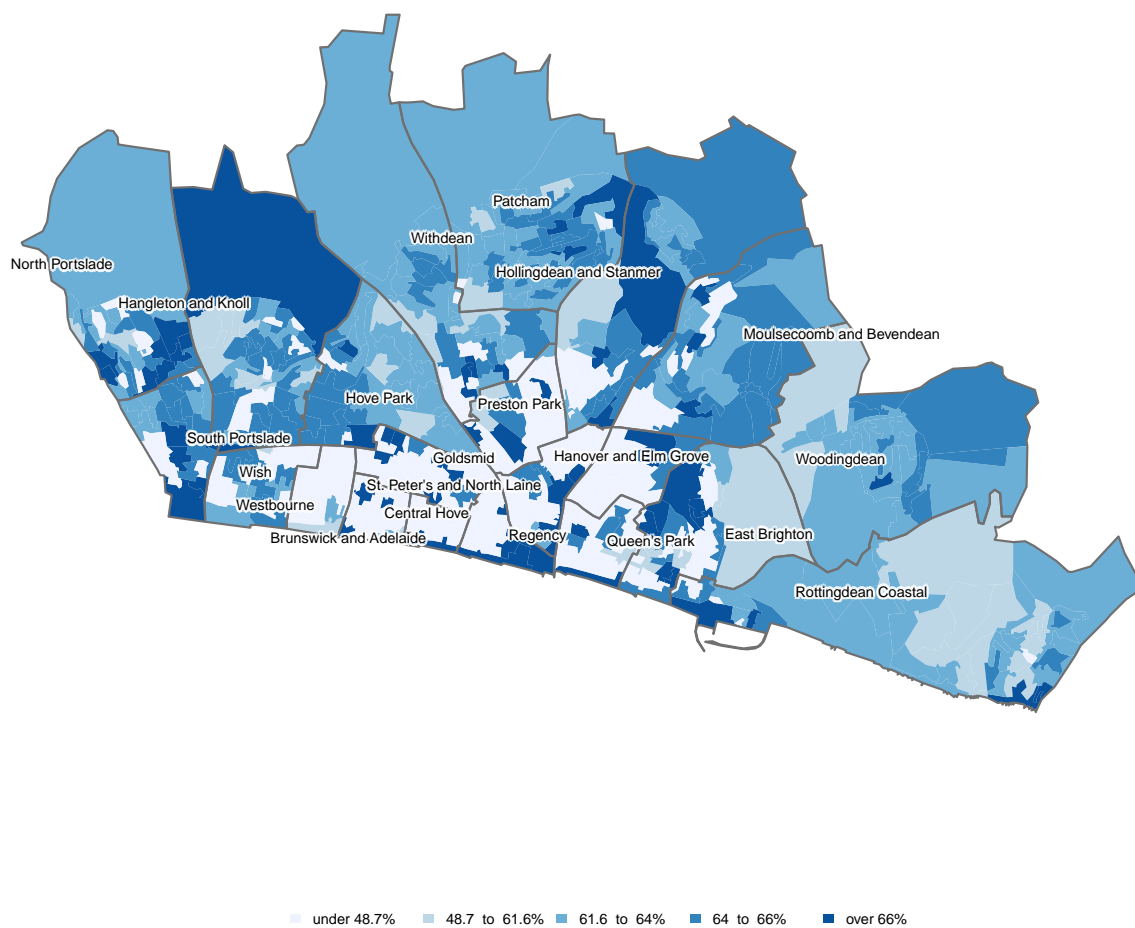 Patcham
Withdean
North Portslade
Hollingdean and Stanmer
Hangleton and Knoll
Moulsecoomb and Bevendean
Hove Park
Preston Park
South Portslade
Goldsmid
Hanover and Elm Grove
Woodingdean
Wish
St. Peter's and North Laine
Westbourne
Central Hove
Brunswick and Adelaide
Regency
Queen's Park
East Brighton
Rottingdean Coastal
under 48.7%
48.7 to 61.6%
61.6 to 64%
64 to 66%
over 66%